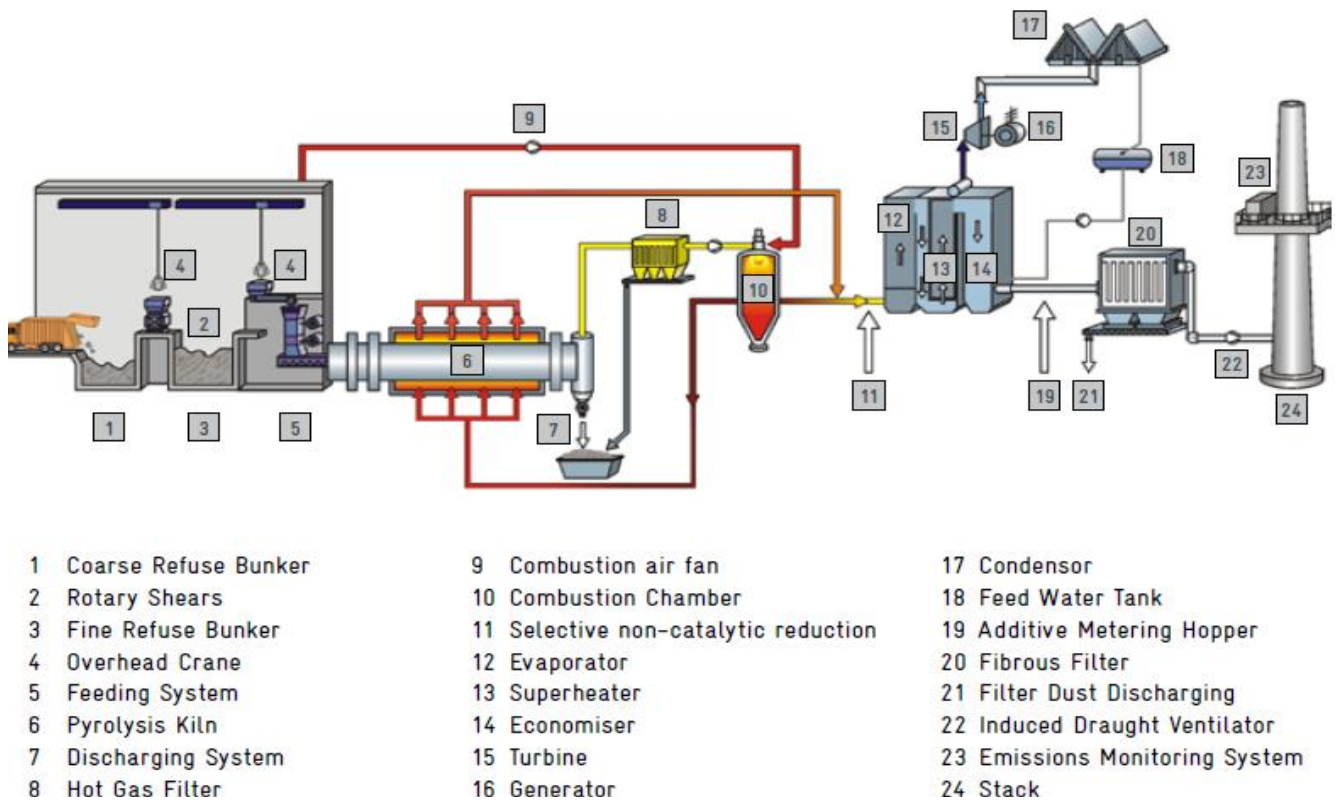 17
9
15
16
18
23
8
12
20
4
4
13
14
10
2
6
22
11
19
21
24
1
3
5
7
1 Coarse Refuse Bunker
2 Rotary Shears
3 Fine Refuse Bunker
4 Overhead Crane
5 Feeding System
6 Pyrolysis Kiln
7 Discharging System
8 Hot Gas Filter
9 Combustion air fan
10 Combustion Chamber
11 Selective non-catalytic reduction
12 Evaporator
13 Superheater
14 Economiser
15 Turbine
16 Generator
17 Condensor
18 Feed Water Tank
19 Additive Metering Hopper
20 Fibrous Filter
21 Filter Dust Discharging
22 Induced Draught Ventilator
23 Emissions Monitoring System
24 Stack